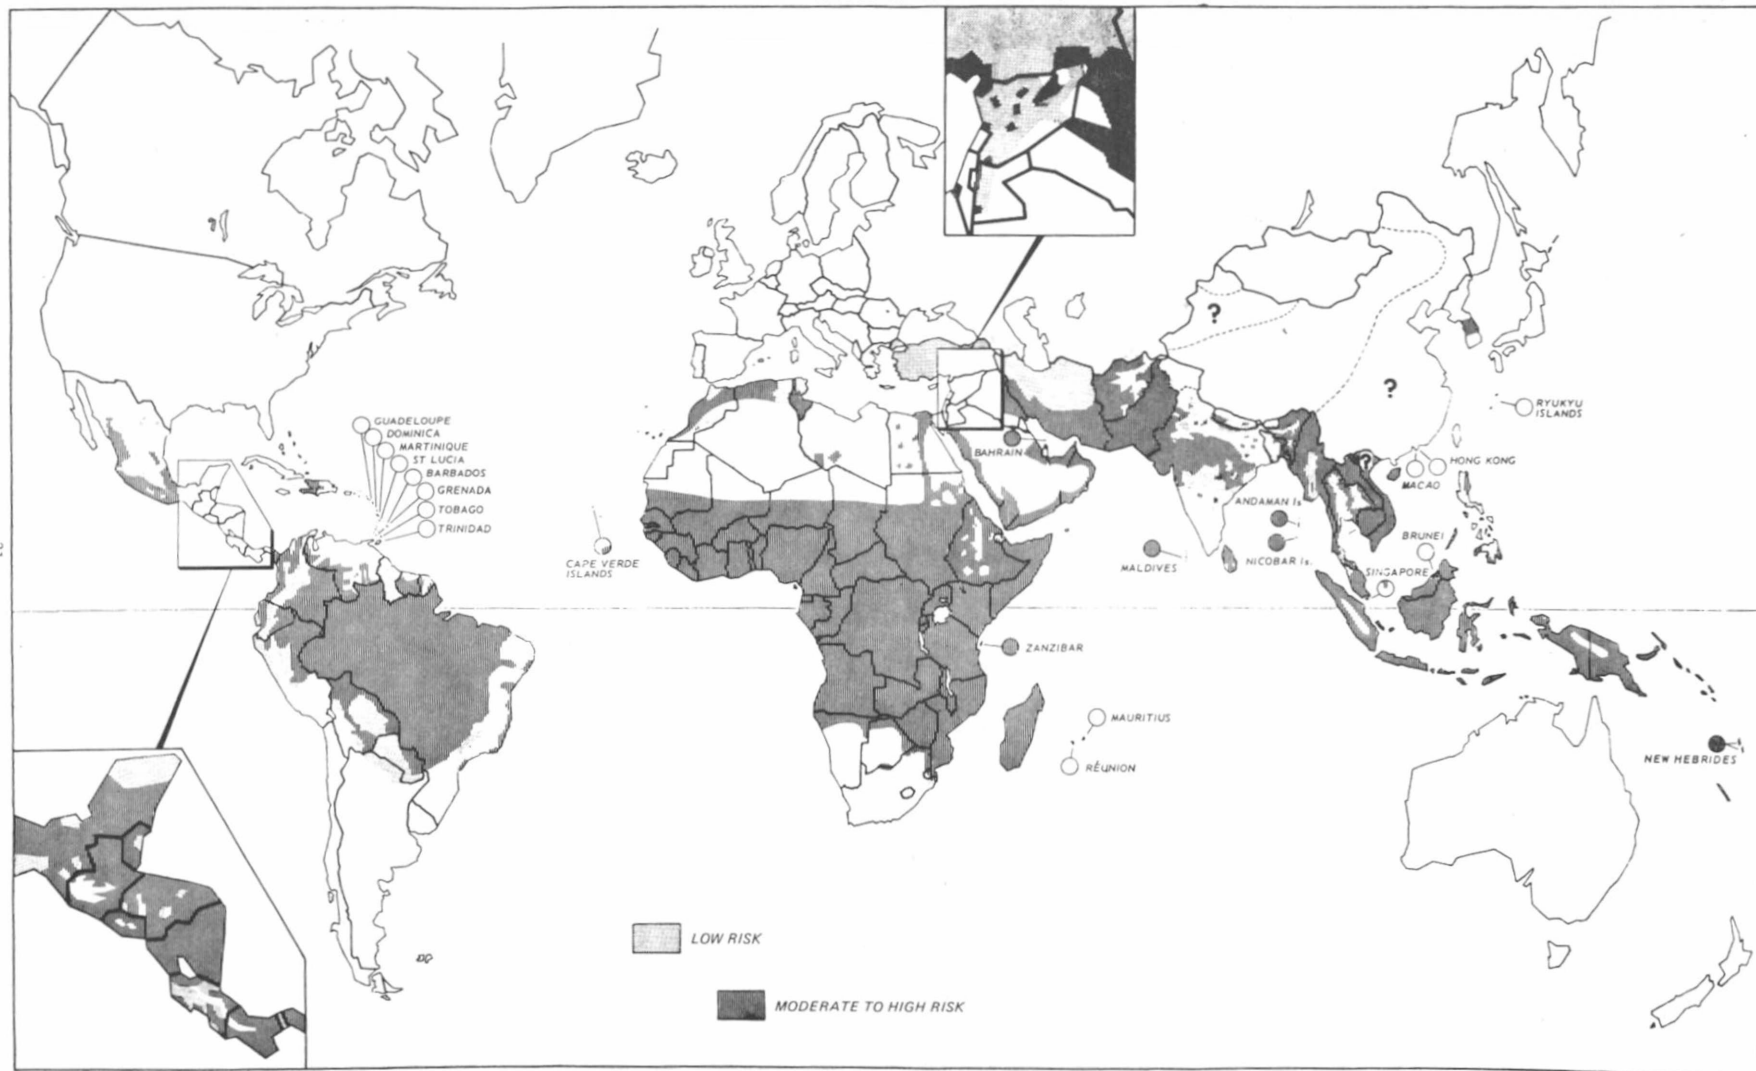 GUADELOUPE
DOMINICA
MARTINIQUE
ST LUCIA
BARBADOS
GRENADA
TOBAGO
TRINIDAD
CAPE VERDE
ISLANDS
BAHRAIN
?
?
?
RYUKYU
ISLANDS
HONG KONG
MACAO
ANDAMAN Is.
NICOBAR Is.
MALDIVES
BRUNEI
SINGAPORE
ZANZIBAR
MAURITIUS
RÉUNION
NEW HEBRIDES
LOW RISK
MODERATE TO HIGH RISK